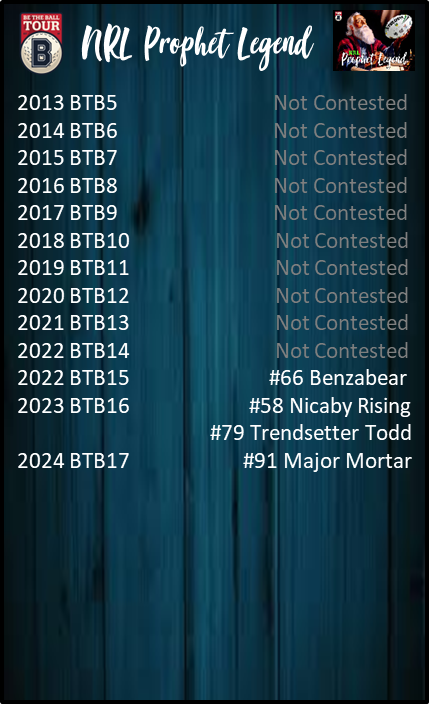 BE THE BALL
TOUR
B
NRL Prophet Legend
NRL
Prophet Legend
2013 BTB5 Not Contested
2014 BTB6 Not Contested
2015 BTB7 Not Contested
2016 BTB8 Not Contested
2017 BTB9 Not Contested
2018 BTB10 Not Contested
2019 BTB11 Not Contested
2020 BTB12 Not Contested
2021 BTB13 Not Contested
2022 BTB14 Not Contested
2022 BTB15 #66 Benzabear
2023 BTB16 #58 Nicaby Rising
#79 Trendsetter Todd
2024 BTB17 #91 Major Mortar